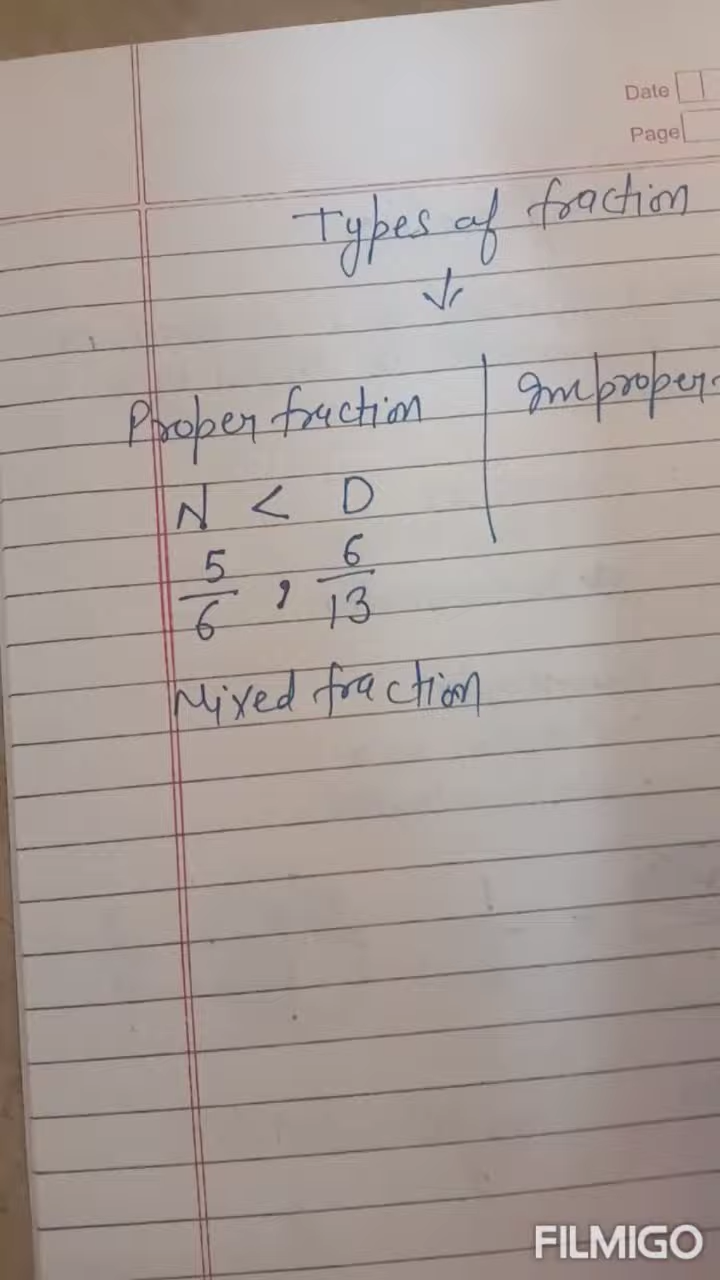 Date
Page
Types of fraction
Proper fraction
Improper
N < D
5/6 , 6/13
Mixed fraction
FILMIGO